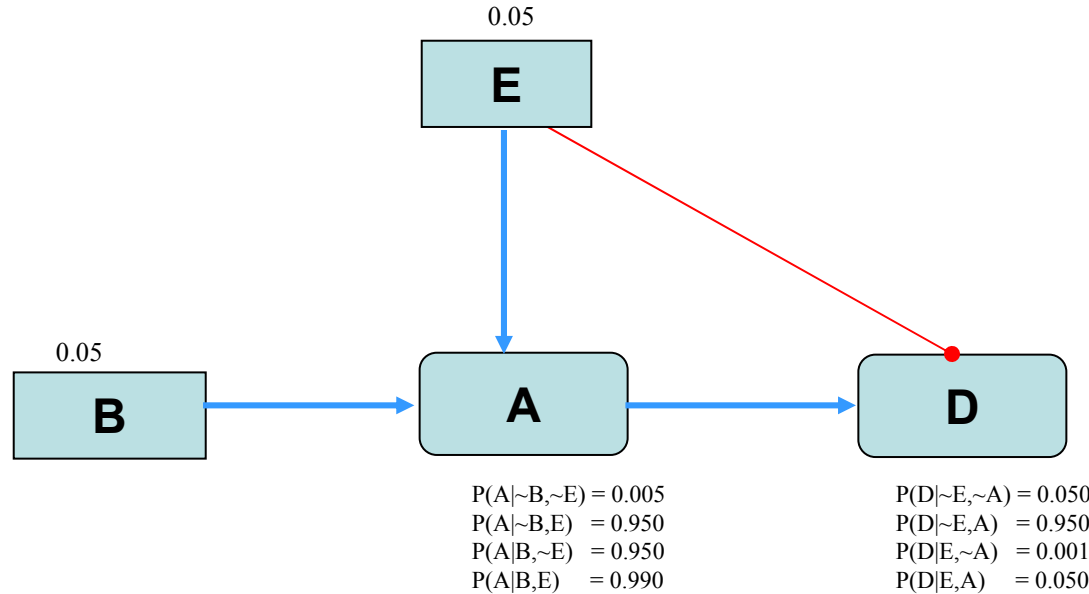 0.05
E
0.05
B
A
D
P(A|~B,~E) = 0.005
P(A|~B,E) = 0.950
P(A|B,~E) = 0.950
P(A|B,E) = 0.990
P(D|~E,~A) = 0.050
P(D|~E,A) = 0.950
P(D|E,~A) = 0.001
P(D|E,A) = 0.050